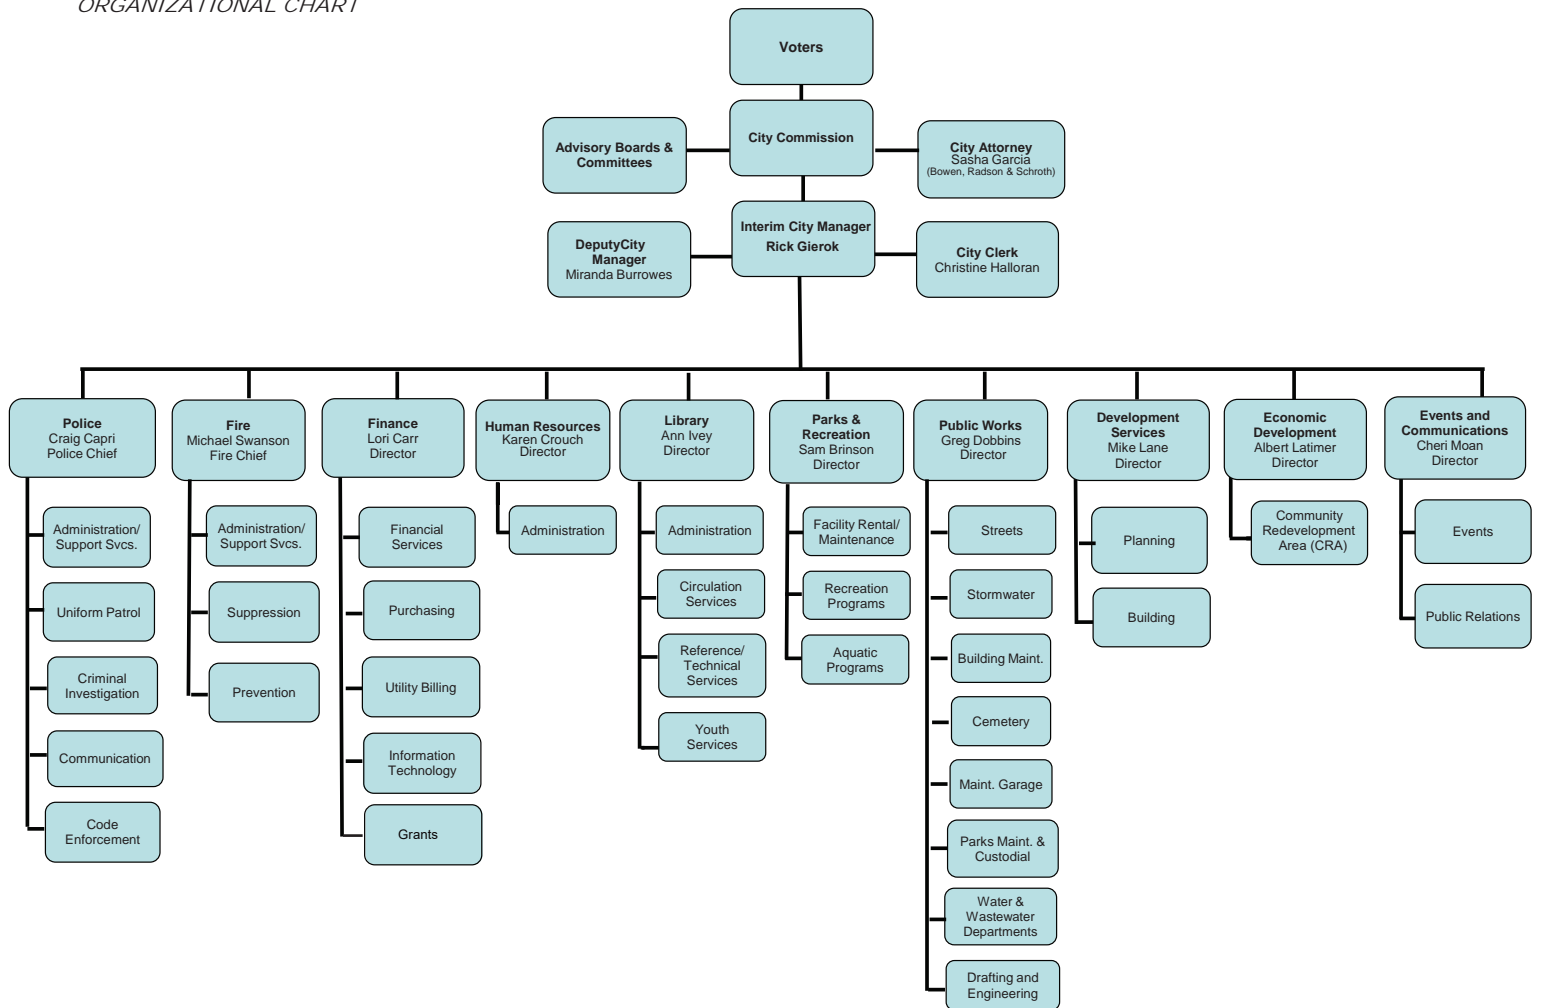 ORGANIZATIONAL CHART
Voters
City Commission
Advisory Boards &
Committees
City Attorney
Sasha Garcia
(Bowen, Radson & Schroth)
Interim City Manager
Rick Gierok
DeputyCity
Manager
Miranda Burrowes
City Clerk
Christine Halloran
Police
Craig Capri
Police Chief
Fire
Michael Swanson
Fire Chief
Finance
Lori Carr
Director
Human Resources
Karen Crouch
Director
Library
Ann Ivey
Director
Parks &
Recreation
Sam Brinson
Director
Public Works
Greg Dobbins
Director
Development
Services
Mike Lane
Director
Economic
Development
Albert Latimer
Director
Events and
Communications
Cheri Moan
Director
Administration/
Support Svcs.
Uniform Patrol
Criminal
Investigation
Communication
Code
Enforcement
Administration/
Support Svcs.
Suppression
Prevention
Financial
Services
Purchasing
Utility Billing
Information
Technology
Grants
Administration
Administration
Circulation
Services
Reference/
Technical
Services
Youth
Services
Facility Rental/
Maintenance
Recreation
Programs
Aquatic
Programs
Streets
Stormwater
Building Maint.
Cemetery
Maint. Garage
Parks Maint. &
Custodial
Water &
Wastewater
Departments
Drafting and
Engineering
Planning
Building
Community
Redevelopment
Area (CRA)
Events
Public Relations